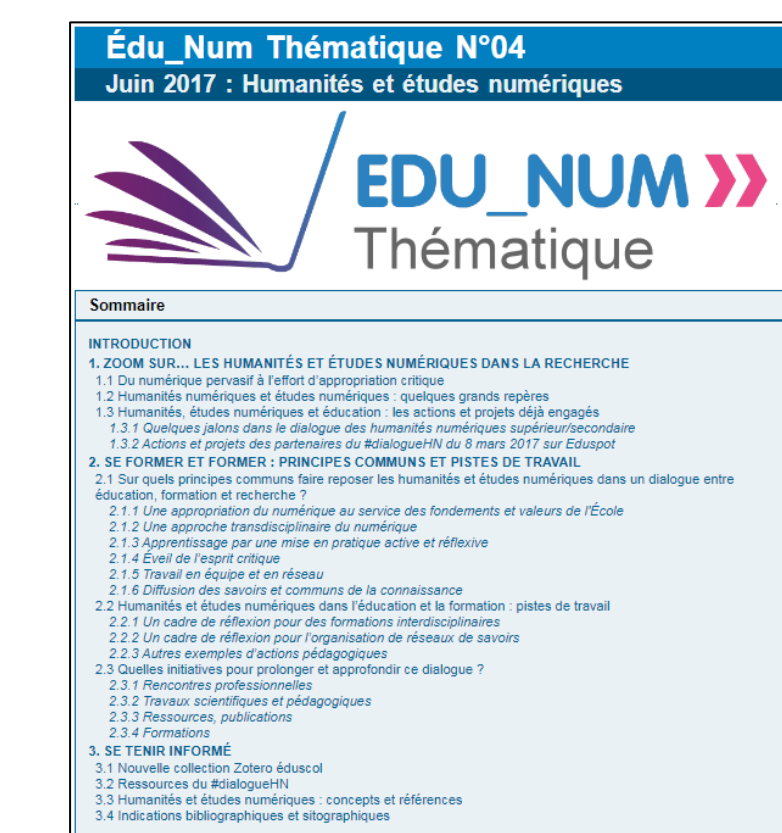 Édu_Num Thématique N°04
Juin 2017 : Humanités et études numériques
EDU_NUM
Thématique
Sommaire
INTRODUCTION
1. ZOOM SUR... LES HUMANITÉS ET ÉTUDES NUMÉRIQUES DANS LA RECHERCHE
1.1 Du numérique pervasif à l'effort d'appropriation critique
1.2 Humanités numériques et études numériques : quelques grands repères
1.3 Humanités, études numériques et éducation : les actions et projets déjà engagés
1.3.1 Quelques jalons dans le dialogue des humanités numériques supérieur/secondaire
1.3.2 Actions et projets des partenaires du #dialogueHN du 8 mars 2017 sur Eduspot
2. SE FORMER ET FORMER : PRINCIPES COMMUNS ET PISTES DE TRAVAIL
2.1 Sur quels principes communs faire reposer les humanités et études numériques dans un dialogue entre
éducation, formation et recherche ?
2.1.1 Une appropriation du numérique au service des fondements et valeurs de l'École
2.1.2 Une approche transdisciplinaire du numérique
2.1.3 Apprentissage par une mise en pratique active et réflexive
2.1.4 Éveil de l'esprit critique
2.1.5 Travail en équipe et en réseau
2.1.6 Diffusion des savoirs et communs de la connaissance
2.2 Humanités et études numériques dans l'éducation et la formation : pistes de travail
2.2.1 Un cadre de réflexion pour des formations interdisciplinaires
2.2.2 Un cadre de réflexion pour l'organisation de réseaux de savoirs
2.2.3 Autres exemples d'actions pédagogiques
2.3 Quelles initiatives pour prolonger et approfondir ce dialogue ?
2.3.1 Rencontres professionnelles
2.3.2 Travaux scientifiques et pédagogiques
2.3.3 Ressources, publications
2.3.4 Formations
3. SE TENIR INFORMÉ
3.1 Nouvelle collection Zotero éduscol
3.2 Ressources du #dialogueHN
3.3 Humanités et études numériques : concepts et références
3.4 Indications bibliographiques et sitographiques